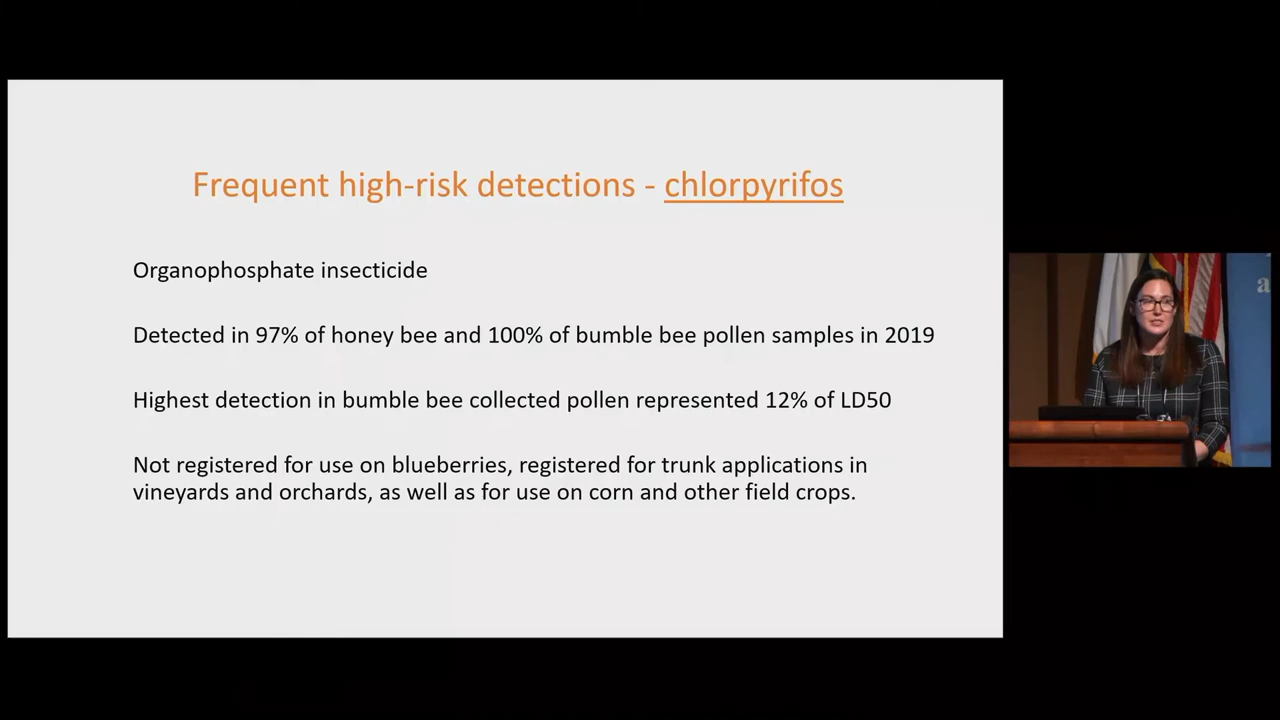 Frequent high-risk detections - chlorpyrifos
Organophosphate insecticide
Detected in 97% of honey bee and 100% of bumble bee pollen samples in 2019
Highest detection in bumble bee collected pollen represented 12% of LD50
Not registered for use on blueberries, registered for trunk applications in
vineyards and orchards, as well as for use on corn and other field crops.
a